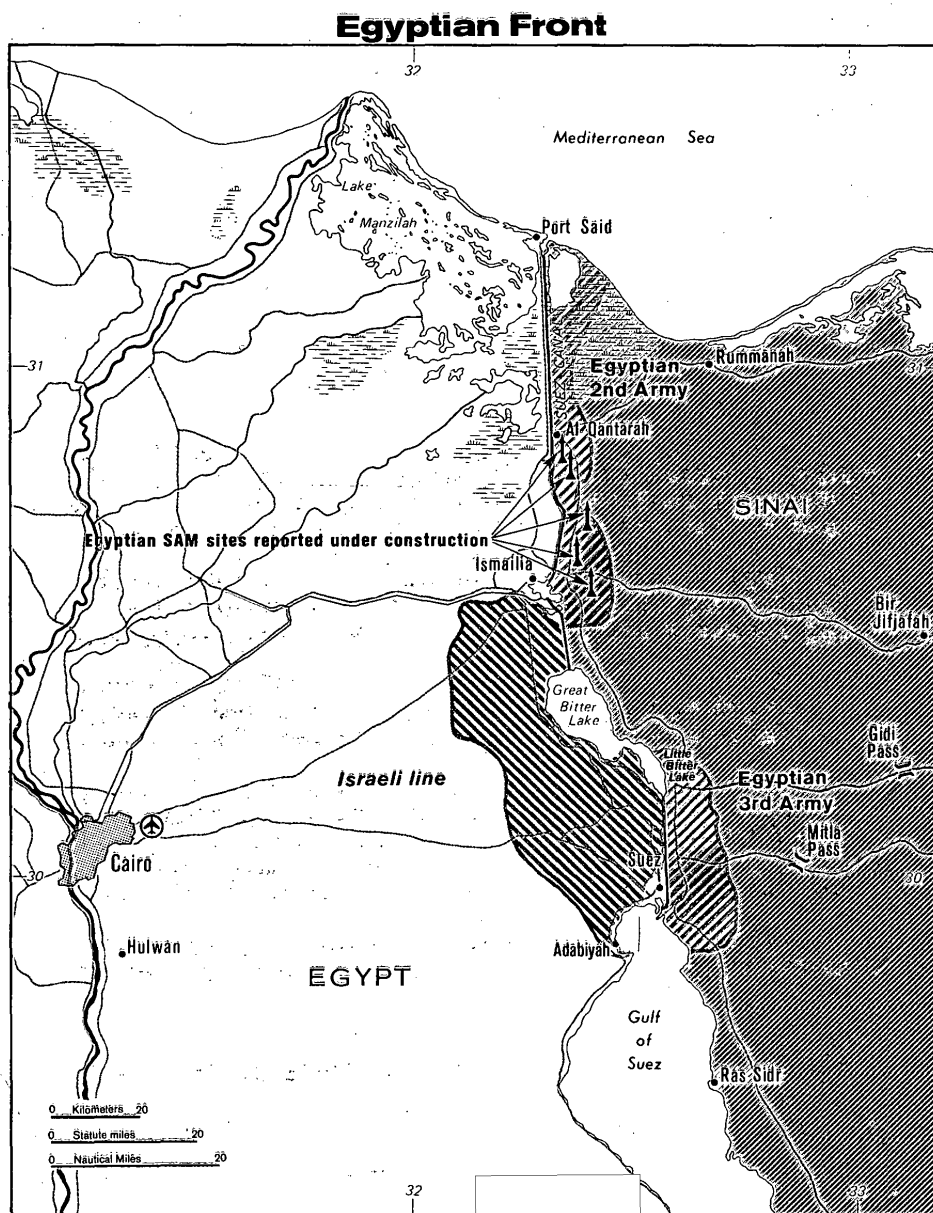 Egyptian Front
32
33
Mediterranean Sea
Lake
Manzilah
Port Said
31
Rummanah
31
Egyptian
2nd Army
SUEZ CANAL
Al Qantarah
SINAI
Egyptian SAM sites reported under construction
Ismailia
Bir
Jifjafah
Great
Bitter
Lake
Gidi
Pass
Little
Bitter
Lake
Israeli line
Egyptian
3rd Army
Mitla
Pass
Cairo
Suez
30
30
Hulwan
Adabiyah
EGYPT
Gulf
of
Suez
Ras Sidr
0 Kilometers 20
0 Statute miles 20
0 Nautical Miles 20
32
33